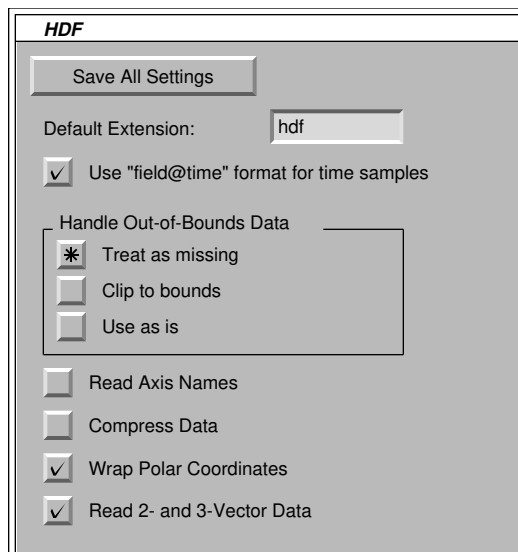 HDF
Save All Settings
Default Extension: hdf
Use "field@time" format for time samples
Handle Out-of-Bounds Data
Treat as missing
Clip to bounds
Use as is
Read Axis Names
Compress Data
Wrap Polar Coordinates
Read 2- and 3-Vector Data